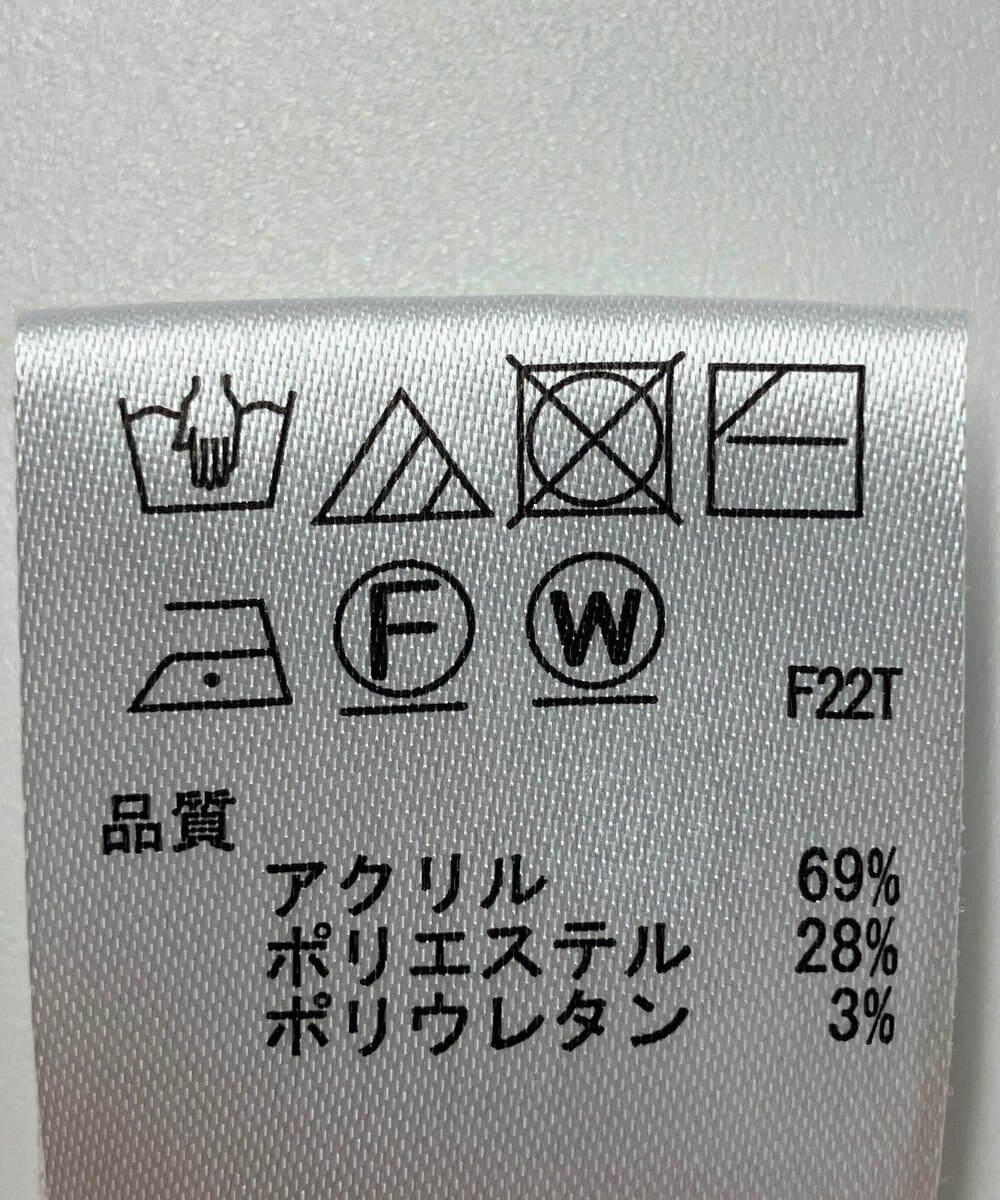 F W F22T
品質
アクリル 69%
ポリエステル 28%
ポリウレタン 3%